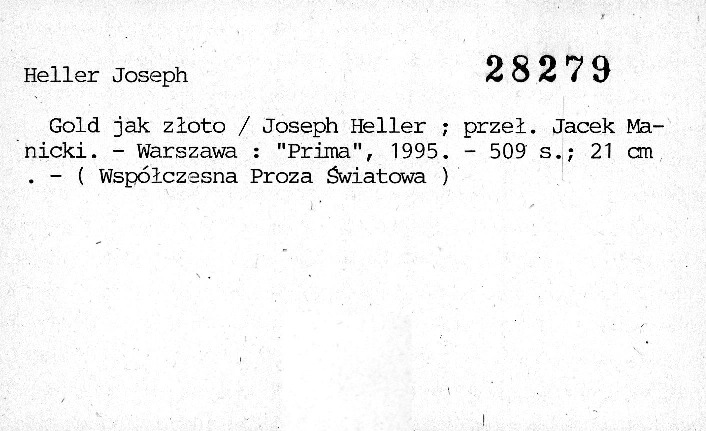 Heller Joseph 28279
Gold jak złoto / Joseph Heller ; przeł. Jacek Ma-
nicki. - Warszawa : "Prima", 1995. - 509 s.; 21 cm
. - ( Współczesna Proza Światowa )